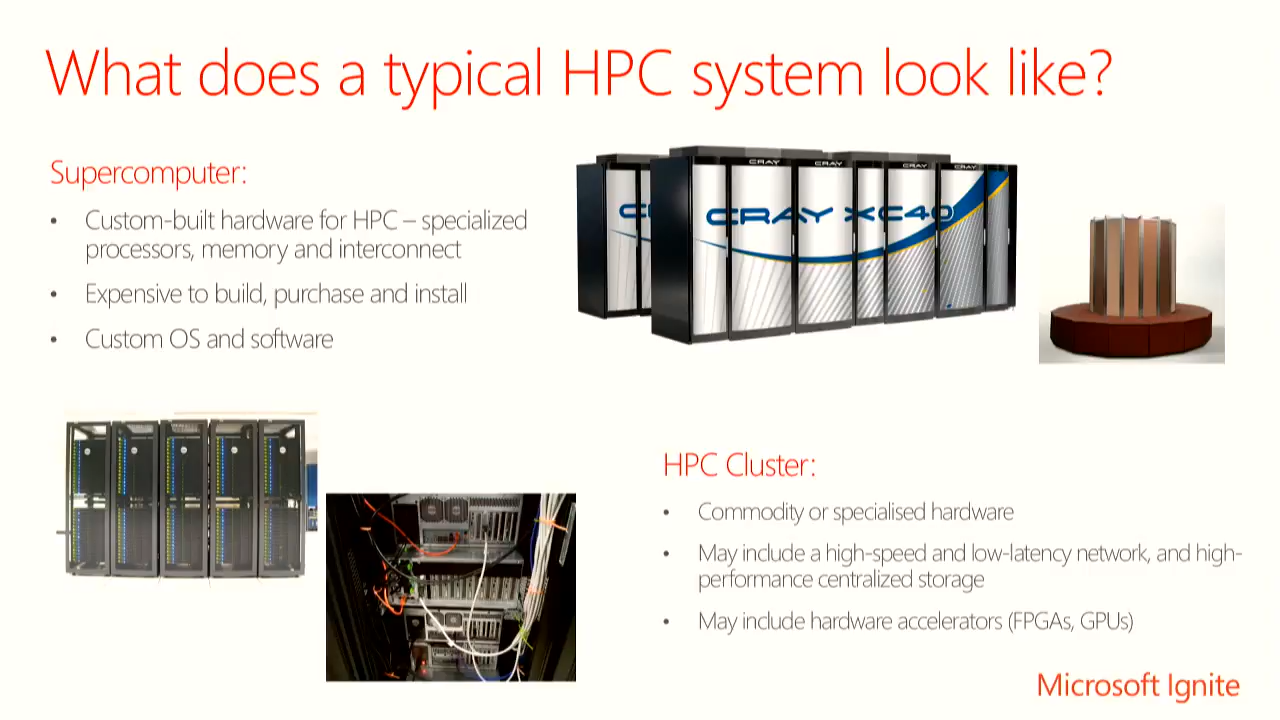 What does a typical HPC system look like?
Supercomputer:
• Custom-built hardware for HPC – specialized
processors, memory and interconnect
• Expensive to build, purchase and install
• Custom OS and software
CRAY CRAY CRAY CRAY
CRAY XC40
HPC Cluster:
• Commodity or specialised hardware
• May include a high-speed and low-latency network, and high-
performance centralized storage
• May include hardware accelerators (FPGAs, GPUs)
Microsoft Ignite